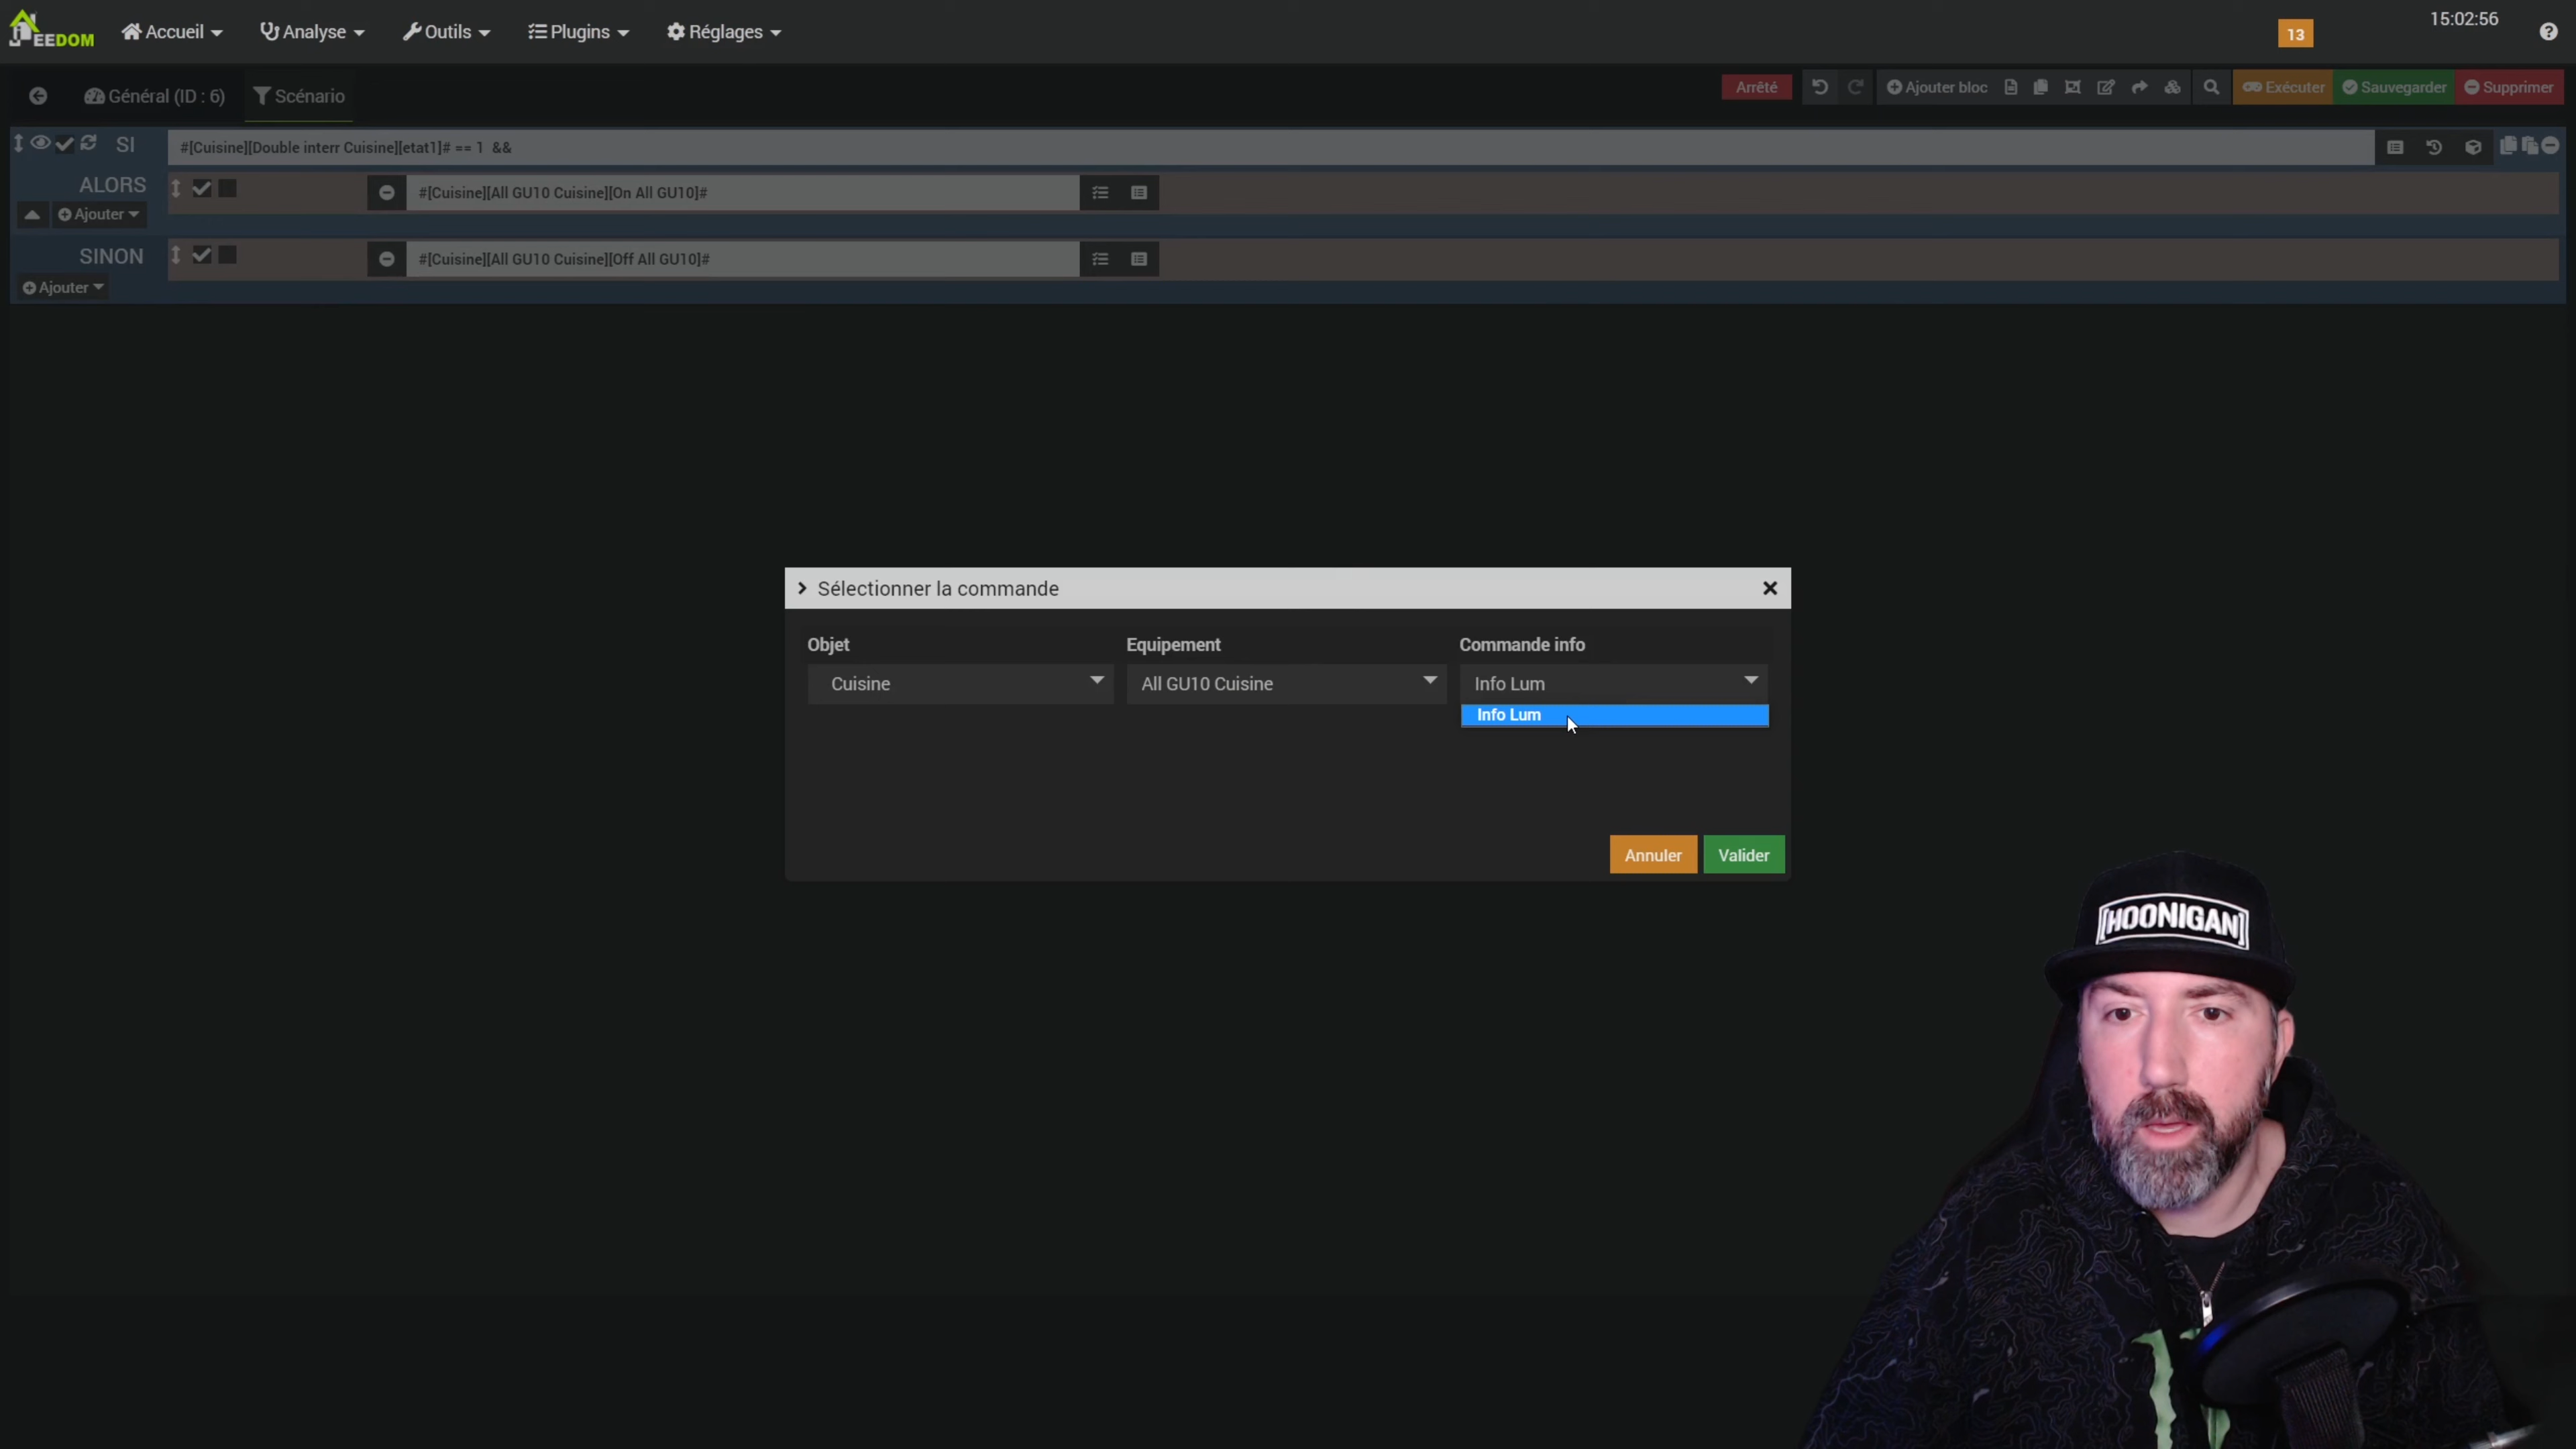 JEEDOM Accueil Analyse Outils Plugins Réglages 13 15:02:56
Général (ID : 6) Scénario Arrêté Ajouter bloc Exécuter Sauvegarder Supprimer
SI #[Cuisine][Double interr Cuisine][etat1]# == 1 &&
ALORS #[Cuisine][All GU10 Cuisine][On All GU10]#
Ajouter
SINON #[Cuisine][All GU10 Cuisine][Off All GU10]#
Ajouter
Sélectionner la commande
Objet Equipement Commande info
Cuisine All GU10 Cuisine Info Lum
Info Lum
Annuler Valider
[HOONIGAN]